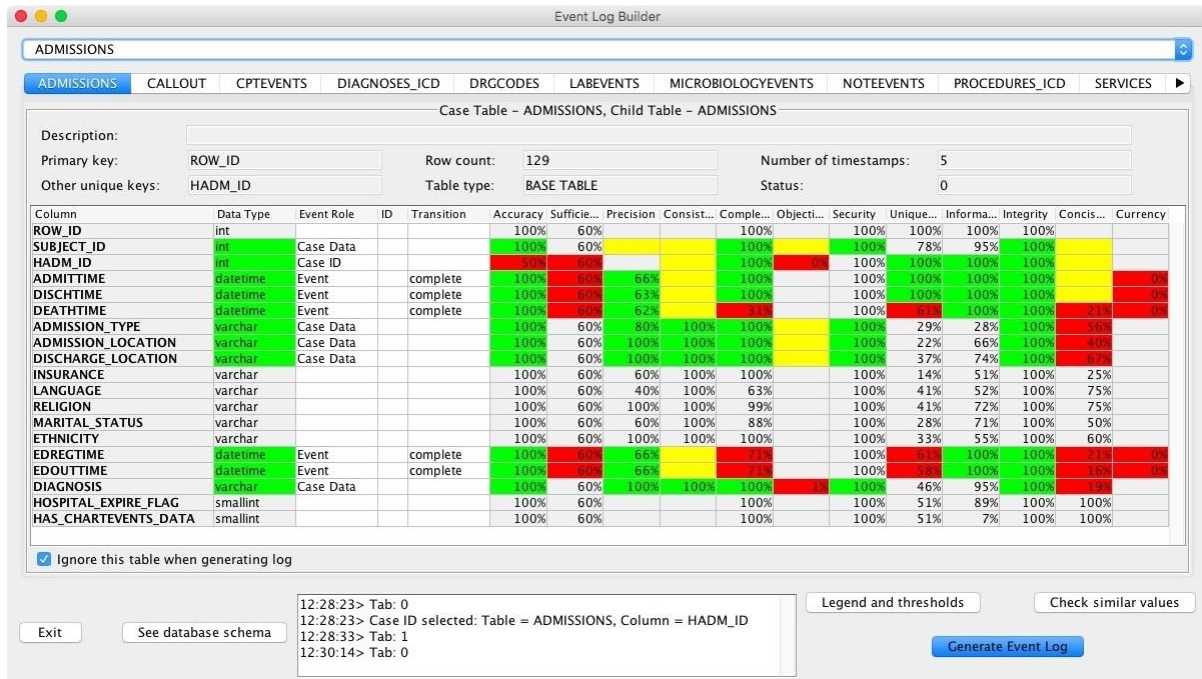 Event Log Builder
ADMISSIONS
ADMISSIONS CALLOUT CPTEVENTS DIAGNOSES_ICD DRGCODES LABEVENTS MICROBIOLOGYEVENTS NOTEEVENTS PROCEDURES_ICD SERVICES
Case Table – ADMISSIONS, Child Table – ADMISSIONS
Description:
Primary key: ROW_ID Row count: 129 Number of timestamps: 5
Other unique keys: HADM_ID Table type: BASE TABLE Status: 0
Column Data Type Event Role ID Transition Accuracy Sufficie... Precision Consist... Comple... Objecti... Security Unique... Informa... Integrity Concis... Currency
ROW_ID int 100% 60% 100% 100% 100% 100% 100%
SUBJECT_ID int Case Data 100% 60% 100% 100% 78% 95% 100%
HADM_ID int Case ID 50% 60% 100% 0% 100% 100% 100% 100%
ADMITTIME datetime Event complete 100% 60% 66% 100% 100% 100% 100% 100% 0%
DISCHTIME datetime Event complete 100% 60% 63% 100% 100% 100% 100% 100% 0%
DEATHTIME datetime Event complete 100% 60% 62% 31% 100% 61% 100% 100% 21% 0%
ADMISSION_TYPE varchar Case Data 100% 60% 80% 100% 100% 100% 29% 28% 100% 56%
ADMISSION_LOCATION varchar Case Data 100% 60% 100% 100% 100% 100% 22% 66% 100% 40%
DISCHARGE_LOCATION varchar Case Data 100% 60% 100% 100% 100% 100% 37% 74% 100% 67%
INSURANCE varchar 100% 60% 60% 100% 100% 100% 14% 51% 100% 25%
LANGUAGE varchar 100% 60% 40% 100% 63% 100% 41% 52% 100% 75%
RELIGION varchar 100% 60% 100% 100% 99% 100% 41% 72% 100% 75%
MARITAL_STATUS varchar 100% 60% 60% 100% 88% 100% 28% 71% 100% 50%
ETHNICITY varchar 100% 60% 100% 100% 100% 100% 33% 55% 100% 60%
EDREGTIME datetime Event complete 100% 60% 66% 71% 100% 61% 100% 100% 21% 0%
EDOUTTIME datetime Event complete 100% 60% 66% 71% 100% 58% 100% 100% 16% 0%
DIAGNOSIS varchar Case Data 100% 60% 100% 100% 100% 1% 100% 46% 95% 100% 19%
HOSPITAL_EXPIRE_FLAG smallint 100% 60% 100% 100% 51% 89% 100% 100%
HAS_CHARTEVENTS_DATA smallint 100% 60% 100% 100% 51% 7% 100% 100%
Ignore this table when generating log
12:28:23> Tab: 0
12:28:23> Case ID selected: Table = ADMISSIONS, Column = HADM_ID
12:28:33> Tab: 1
12:30:14> Tab: 0
Legend and thresholds Check similar values
Exit See database schema
Generate Event Log